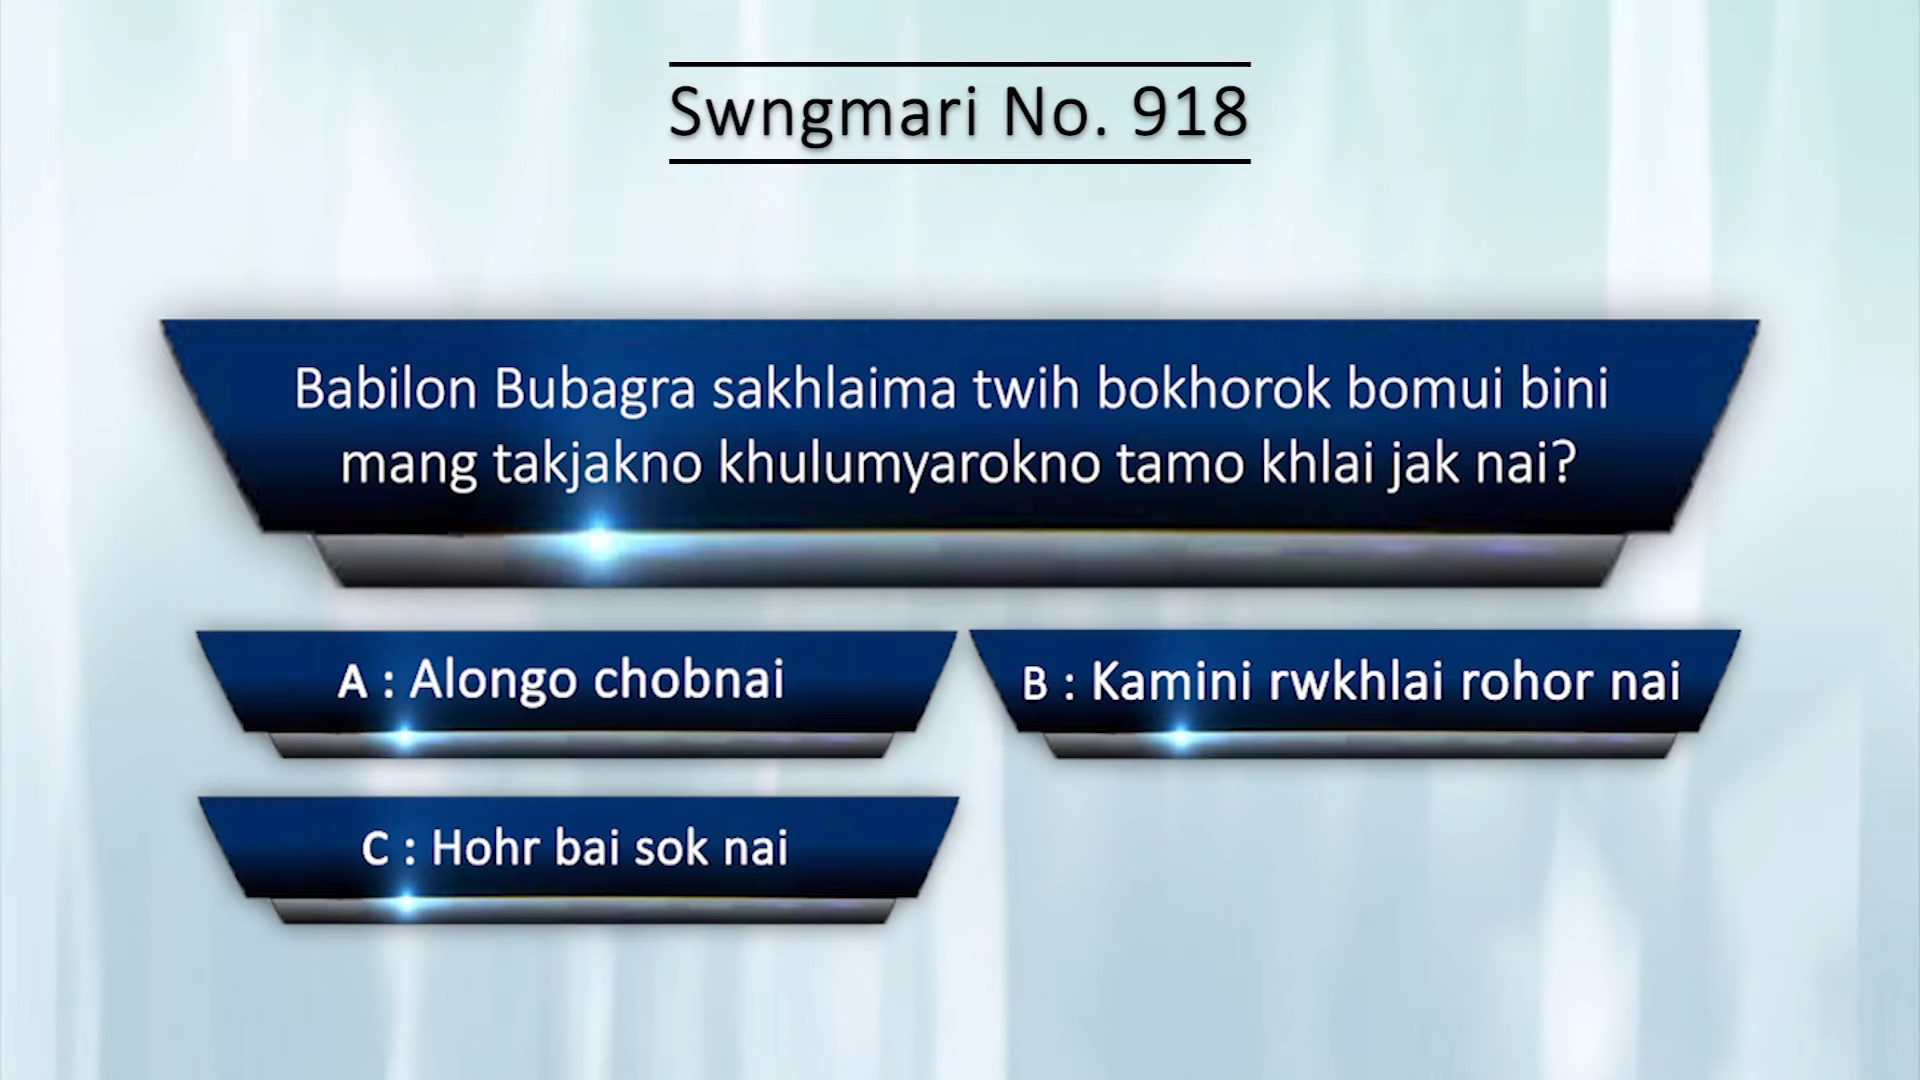 Swngmari No. 918
Babilon Bubagra sakhlaima twih bokhorok bomui bini
mang takjakno khulumyarokno tamo khlai jak nai?
A : Alongo chobnai
B : Kamini rwkhlai rohor nai
C : Hohr bai sok nai